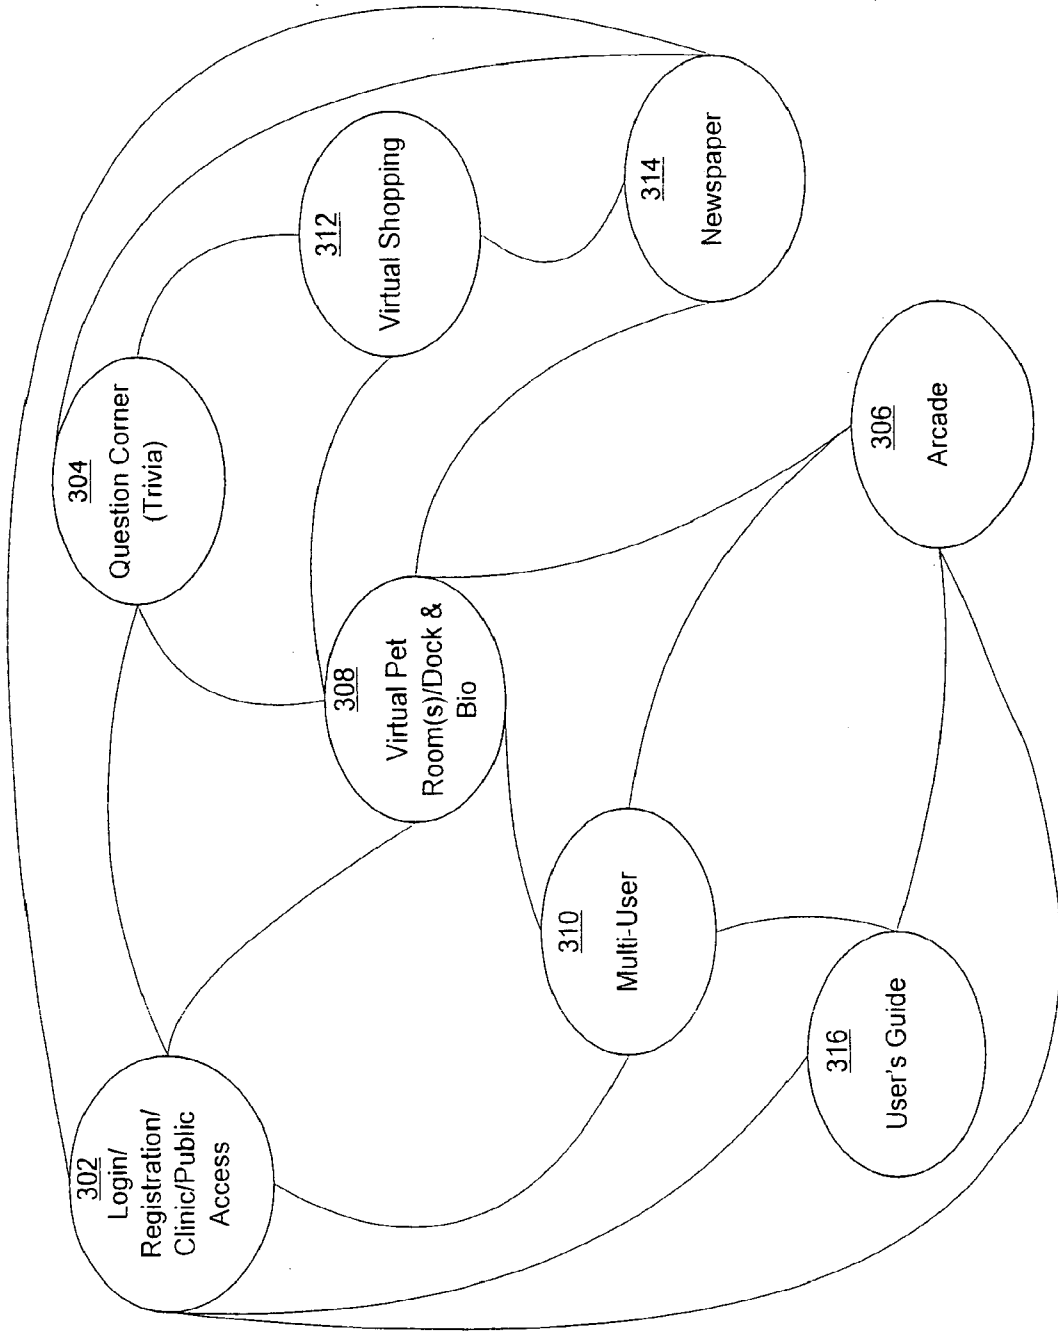 302
Login/
Registration/
Clinic/Public
Access
304
Question Corner
(Trivia)
308
Virtual Pet
Room(s)/Dock &
Bio
312
Virtual Shopping
310
Multi-User
314
Newspaper
316
User's Guide
306
Arcade